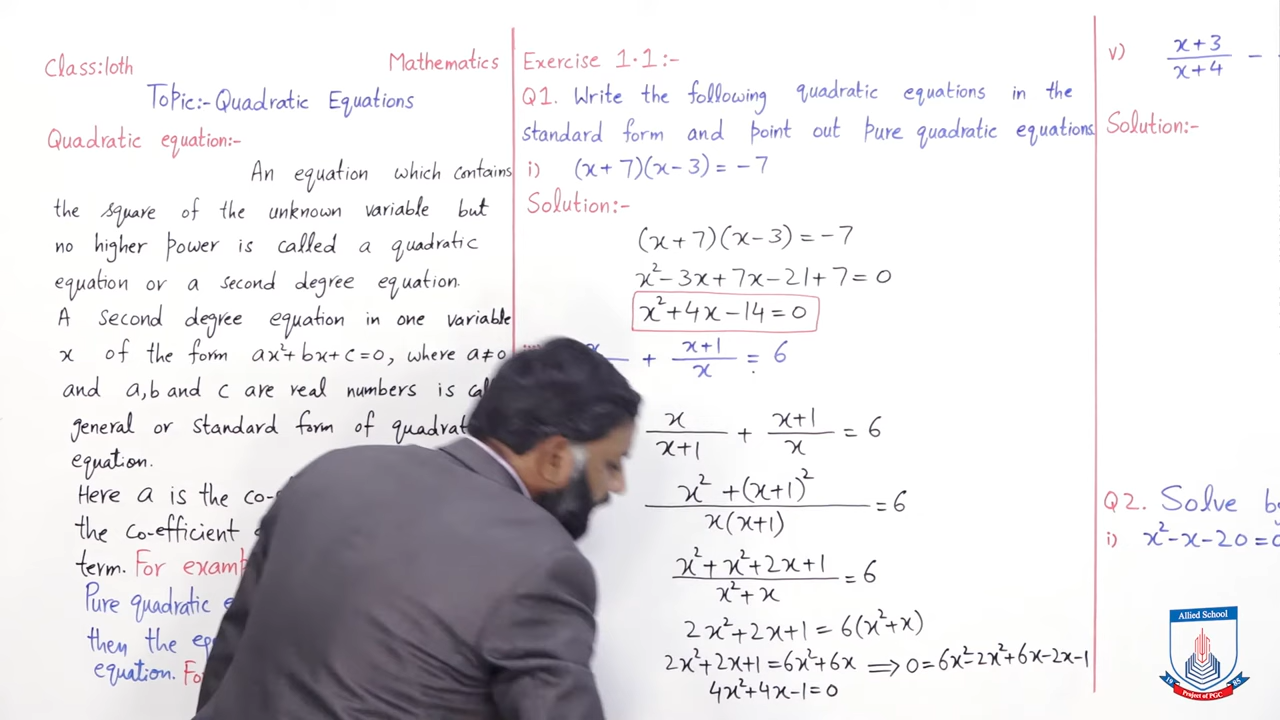 Class:10th Mathematics
Topic:- Quadratic Equations
Quadratic equation:-
An equation which contains
the square of the unknown variable but
no higher power is called a quadratic
equation or a second degree equation.
A second degree equation in one variable
x of the form ax²+bx+c=0, where a≠0
and a,b and c are real numbers is
general or standard form of
equation.
Here a is the
the co-efficient
term. For
Pure quadratic
then the
equation.
Exercise 1.1:-
Q1. Write the following quadratic equations in the
standard form and point out pure quadratic equations
i) (x+7)(x-3)=-7
Solution:-
(x+7)(x-3)=-7
x²-3x+7x-21+7=0
x²+4x-14=0
+ (x+1)/x = 6
x/(x+1) + (x+1)/x = 6
(x²+(x+1)²)/(x(x+1)) = 6
(x²+x²+2x+1)/(x²+x) = 6
2x²+2x+1=6(x²+x)
2x²+2x+1=6x²+6x ⟹ 0=6x²-2x²+6x-2x-1
4x²+4x-1=0
v) (x+3)/(x+4) -
Solution:-
Q2. Solve
i) x²-x-20=0
Allied School
19 85
Project of PGC